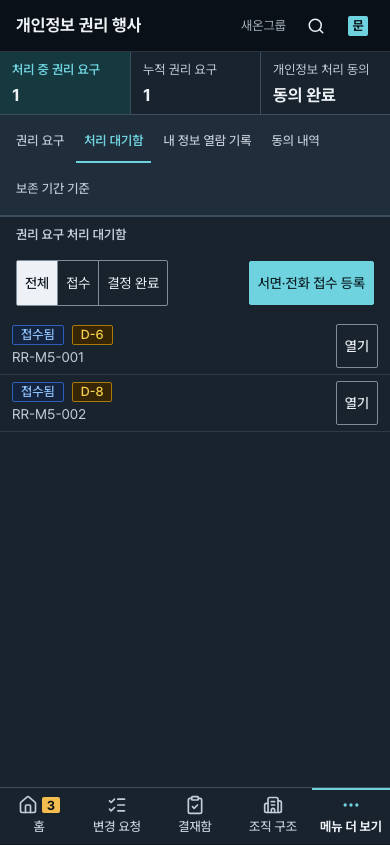 개인정보 권리 행사
새온그룹
문
처리 중 권리 요구
1
누적 권리 요구
1
개인정보 처리 동의
동의 완료
권리 요구
처리 대기함
내 정보 열람 기록
동의 내역
보존 기간 기준
권리 요구 처리 대기함
전체
접수
결정 완료
서면·전화 접수 등록
접수됨
D-6
RR-M5-001
열기
접수됨
D-8
RR-M5-002
열기
3
홈
변경 요청
결재함
조직 구조
메뉴 더 보기